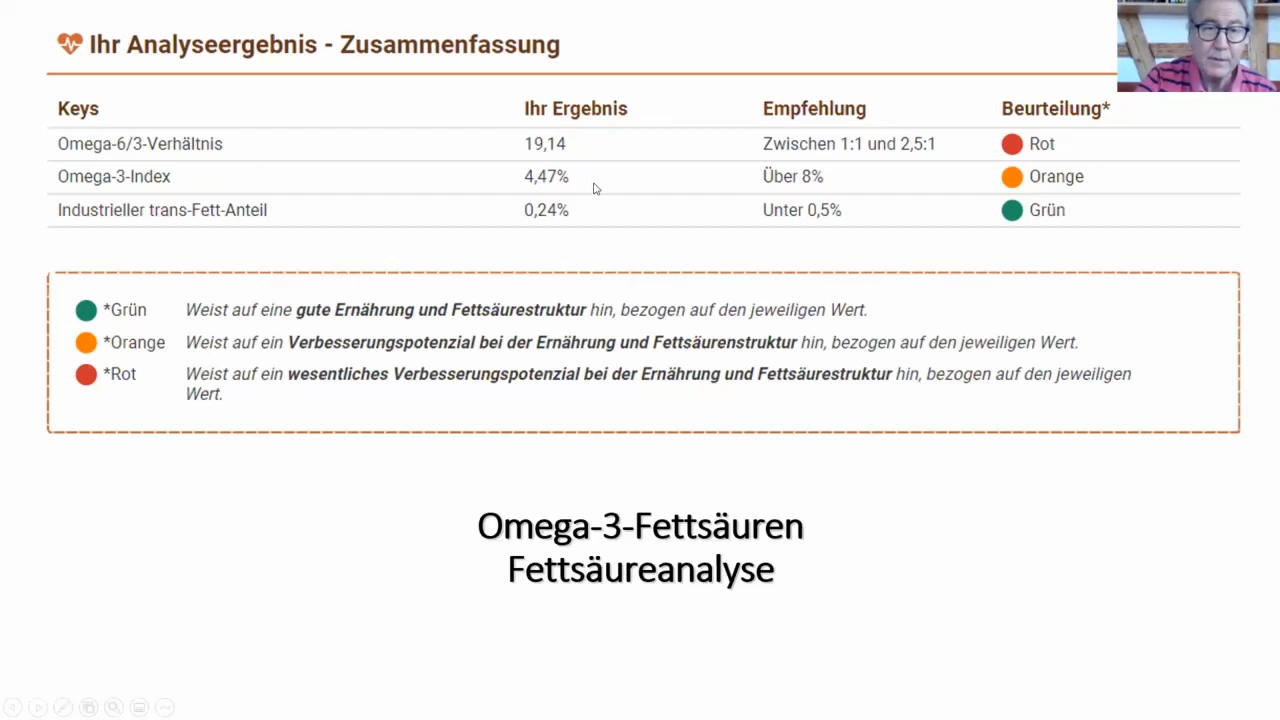 Ihr Analyseergebnis - Zusammenfassung
Keys Ihr Ergebnis Empfehlung Beurteilung*
Omega-6/3-Verhältnis 19,14 Zwischen 1:1 und 2,5:1 Rot
Omega-3-Index 4,47% Über 8% Orange
Industrieller trans-Fett-Anteil 0,24% Unter 0,5% Grün
*Grün Weist auf eine gute Ernährung und Fettsäurestruktur hin, bezogen auf den jeweiligen Wert.
*Orange Weist auf ein Verbesserungspotenzial bei der Ernährung und Fettsäurenstruktur hin, bezogen auf den jeweiligen Wert.
*Rot Weist auf ein wesentliches Verbesserungspotenzial bei der Ernährung und Fettsäurestruktur hin, bezogen auf den jeweiligen
Wert.
Omega-3-Fettsäuren
Fettsäureanalyse